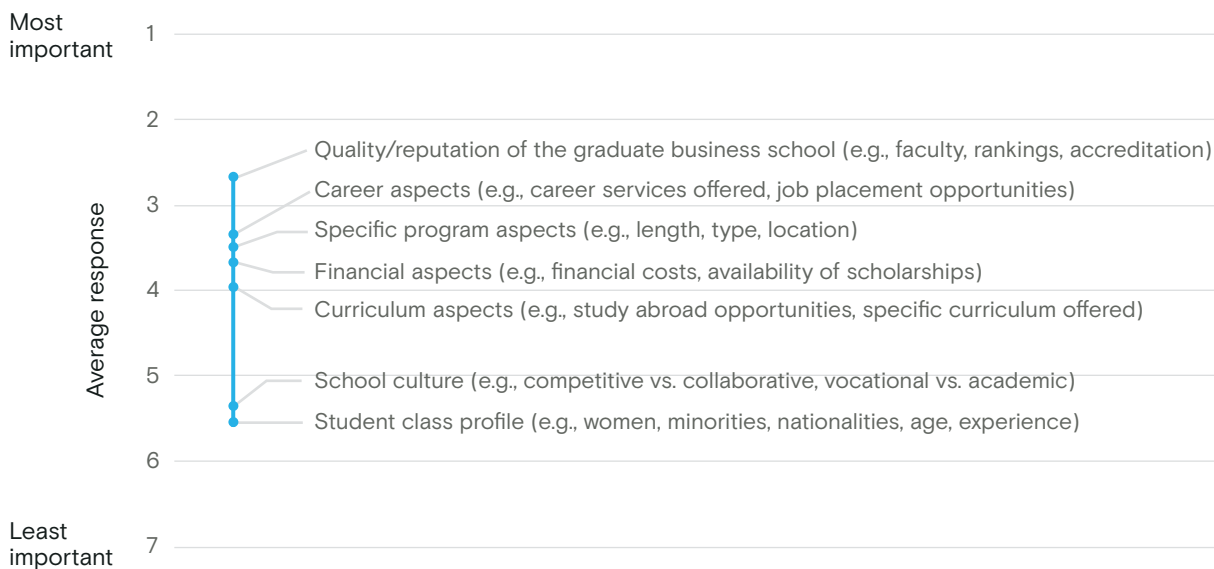 Most
important
1
2
Quality/reputation of the graduate business school (e.g., faculty, rankings, accreditation)
Career aspects (e.g., career services offered, job placement opportunities)
3
Specific program aspects (e.g., length, type, location)
Financial aspects (e.g., financial costs, availability of scholarships)
4
Curriculum aspects (e.g., study abroad opportunities, specific curriculum offered)
Average response
5
School culture (e.g., competitive vs. collaborative, vocational vs. academic)
Student class profile (e.g., women, minorities, nationalities, age, experience)
6
Least
important
7